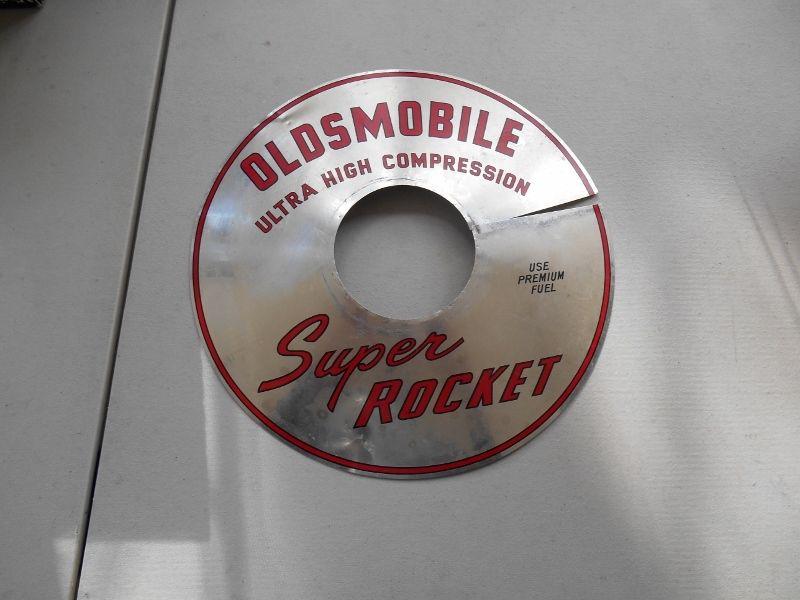 OLDSMOBILE
ULTRA HIGH COMPRESSION
USE
PREMIUM
FUEL
Super
ROCKET